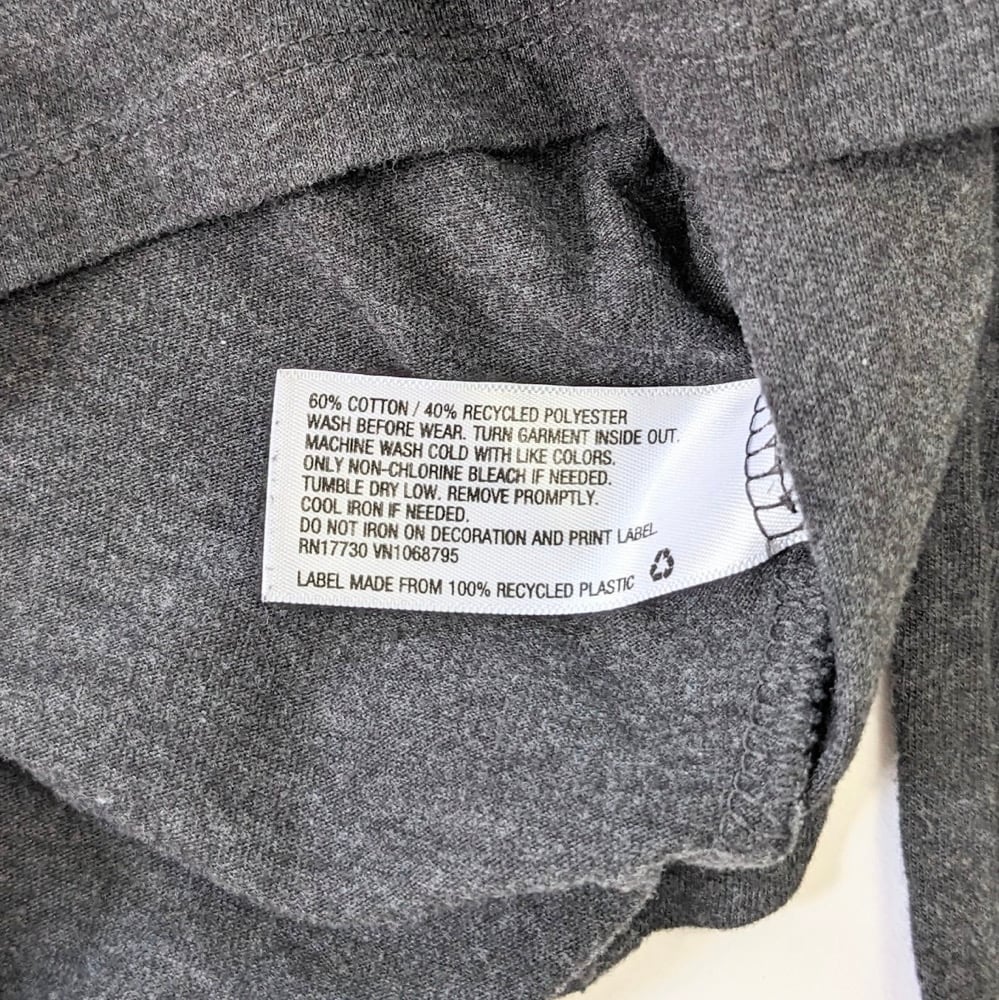 60% COTTON / 40% RECYCLED POLYESTER
WASH BEFORE WEAR. TURN GARMENT INSIDE OUT.
MACHINE WASH COLD WITH LIKE COLORS.
ONLY NON-CHLORINE BLEACH IF NEEDED.
TUMBLE DRY LOW. REMOVE PROMPTLY.
COOL IRON IF NEEDED.
DO NOT IRON ON DECORATION AND PRINT LABEL
RN17730 VN1068795
LABEL MADE FROM 100% RECYCLED PLASTIC